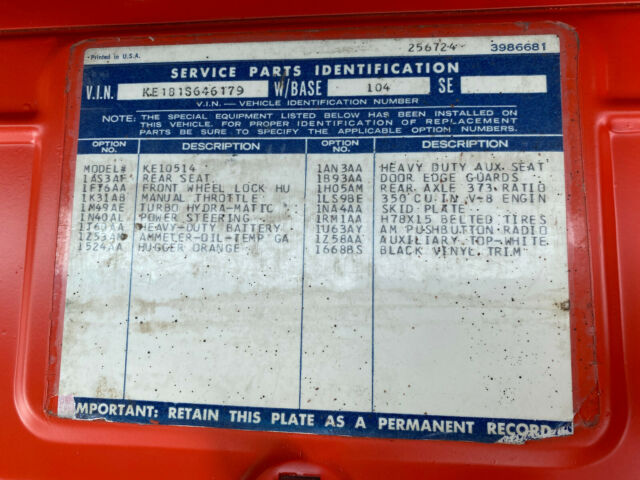 Printed in U.S.A. 256724 3986681
SERVICE PARTS IDENTIFICATION
V.I.N. KE181S646179 W/BASE 104 SE
V.I.N. — VEHICLE IDENTIFICATION NUMBER
NOTE: THE SPECIAL EQUIPMENT LISTED BELOW HAS BEEN INSTALLED ON
THIS VEHICLE. FOR PROPER IDENTIFICATION OF REPLACEMENT
PARTS BE SURE TO SPECIFY THE APPLICABLE OPTION NUMBERS.
OPTION NO. DESCRIPTION OPTION NO. DESCRIPTION
MODEL# KE10514 1AN3AA HEAVY DUTY AUX. SEAT
1AS3AF REAR SEAT 1B93AA DOOR EDGE GUARDS
1F76AA FRONT WHEEL LOCK HU 1H05AM REAR AXLE 373 RATIO
1K31AB MANUAL THROTTLE 1LS9BE 350 CU IN V-8 ENGIN
1M49AE TURBO HYDRA-MATIC 1NA4AA SKID PLATE
1N40AL POWER STEERING 1RM1AA H78X15 BELTED TIRES
1T60AA HEAVY-DUTY BATTERY 1U63AY AM PUSHBUTTON RADIO
1Z53AN AMMETER-OIL-TEMP GA 1Z58AA AUXILIARY TOP-WHITE
1524AA HUGGER ORANGE 16688S BLACK VINYL TRIM
IMPORTANT: RETAIN THIS PLATE AS A PERMANENT RECORD